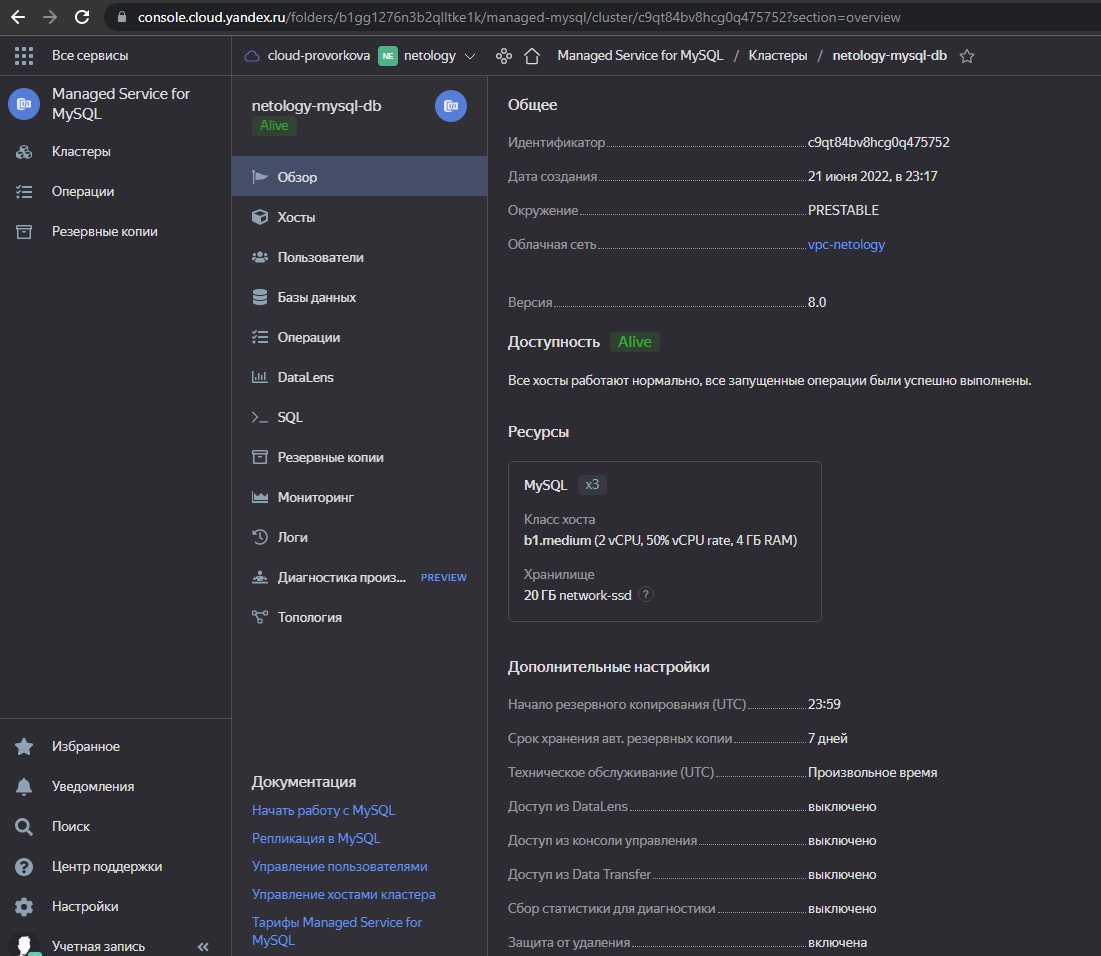 console.cloud.yandex.ru/folders/b1gg1276n3b2qlltke1k/managed-mysql/cluster/c9qt84bv8hcg0q475752?section=overview
Все сервисы
cloud-provorkova NE netology
Managed Service for MySQL / Кластеры / netology-mysql-db
Managed Service for
MySQL
Кластеры
Операции
Резервные копии
Избранное
Уведомления
Поиск
Центр поддержки
Настройки
Учетная запись
netology-mysql-db
Alive
Обзор
Хосты
Пользователи
Базы данных
Операции
DataLens
SQL
Резервные копии
Мониторинг
Логи
Диагностика произ... PREVIEW
Топология
Документация
Начать работу с MySQL
Репликация в MySQL
Управление пользователями
Управление хостами кластера
Тарифы Managed Service for
MySQL
Общее
Идентификатор c9qt84bv8hcg0q475752
Дата создания 21 июня 2022, в 23:17
Окружение PRESTABLE
Облачная сеть vpc-netology
Версия 8.0
Доступность Alive
Все хосты работают нормально, все запущенные операции были успешно выполнены.
Ресурсы
MySQL x3
Класс хоста
b1.medium (2 vCPU, 50% vCPU rate, 4 ГБ RAM)
Хранилище
20 ГБ network-ssd ?
Дополнительные настройки
Начало резервного копирования (UTC) 23:59
Срок хранения авт. резервных копии 7 дней
Техническое обслуживание (UTC) Произвольное время
Доступ из DataLens выключено
Доступ из консоли управления выключено
Доступ из Data Transfer выключено
Сбор статистики для диагностики выключено
Защита от удаления включена